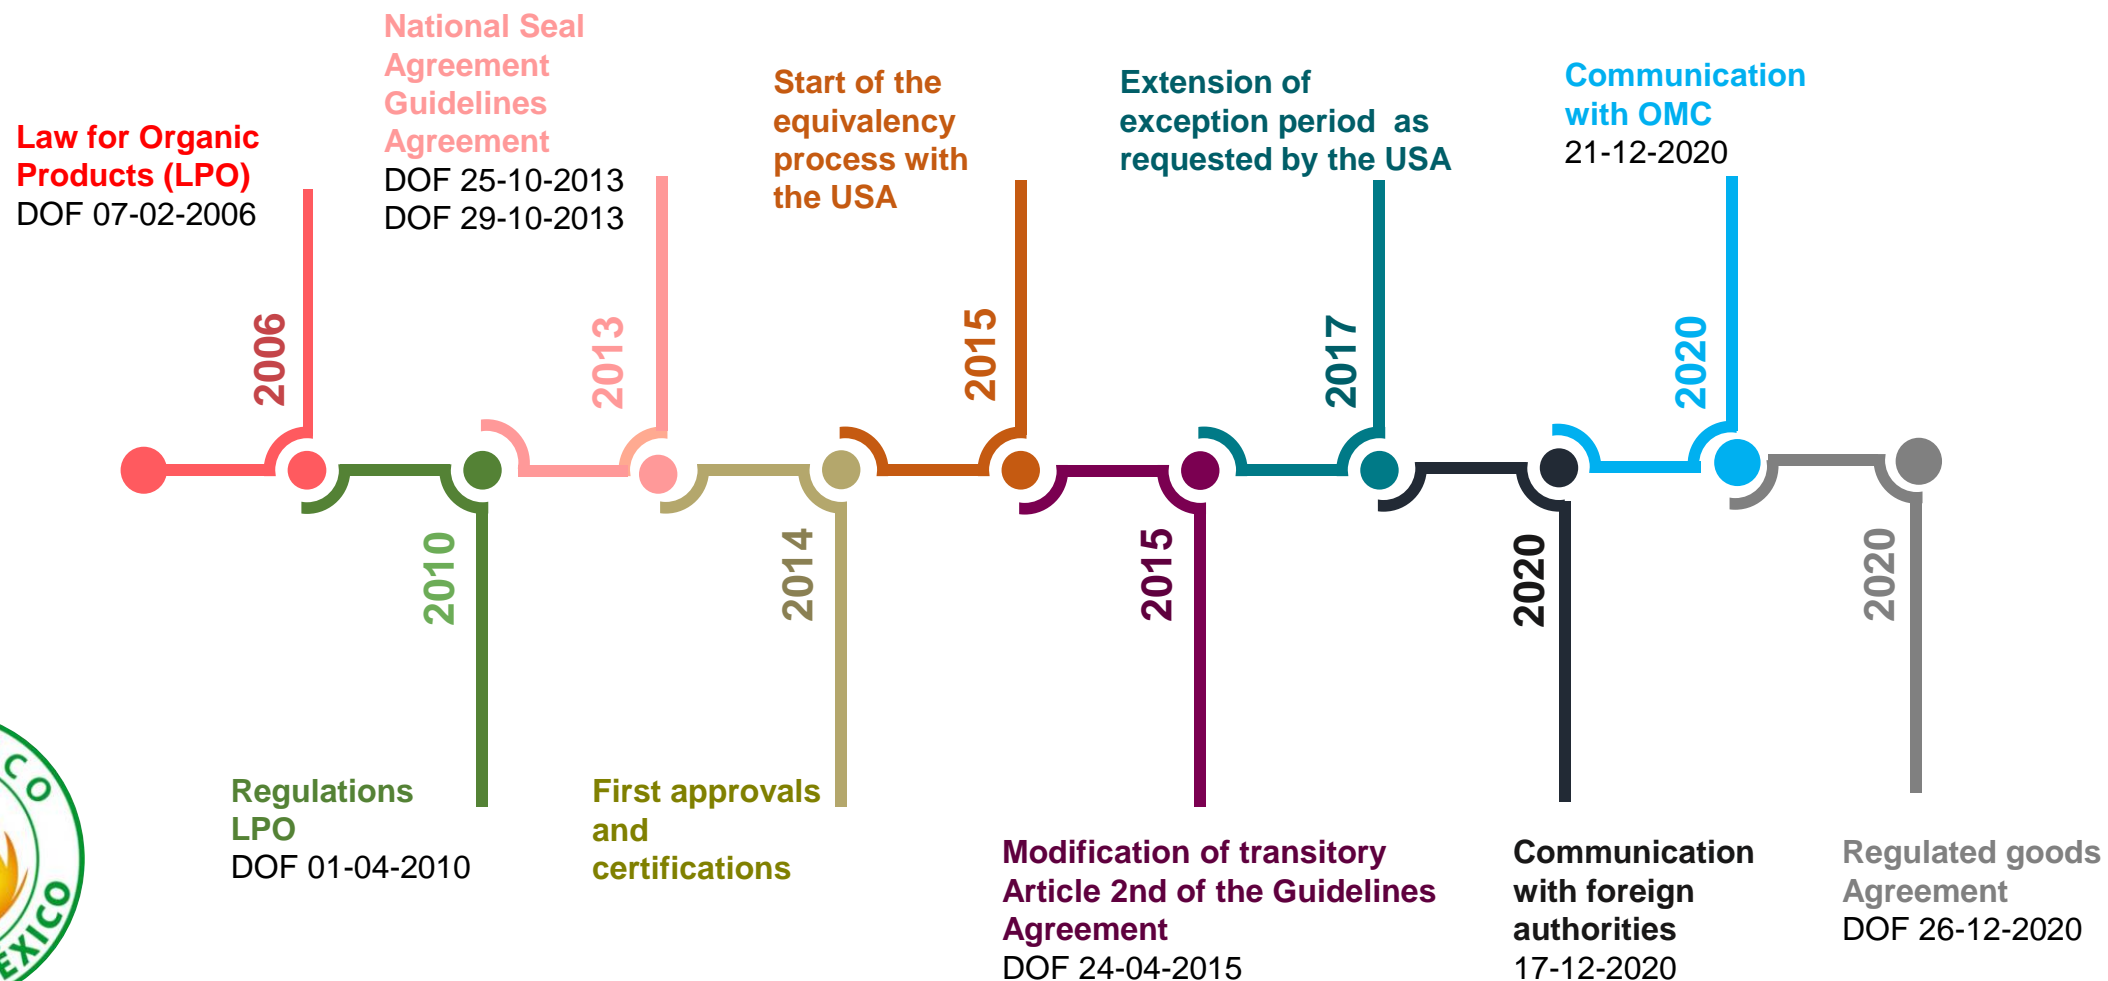 Law for Organic
Products (LPO)
DOF 07-02-2006
2006
Regulations
LPO
DOF 01-04-2010
2010
National Seal
Agreement
Guidelines
Agreement
DOF 25-10-2013
DOF 29-10-2013
2013
First approvals
and
certifications
2014
Start of the
equivalency
process with
the USA
2015
Modification of transitory
Article 2nd of the Guidelines
Agreement
DOF 24-04-2015
2015
Extension of
exception period as
requested by the USA
2017
Communication
with foreign
authorities
17-12-2020
2020
Communication
with OMC
21-12-2020
2020
Regulated goods
Agreement
DOF 26-12-2020
2020
CO
EXICO